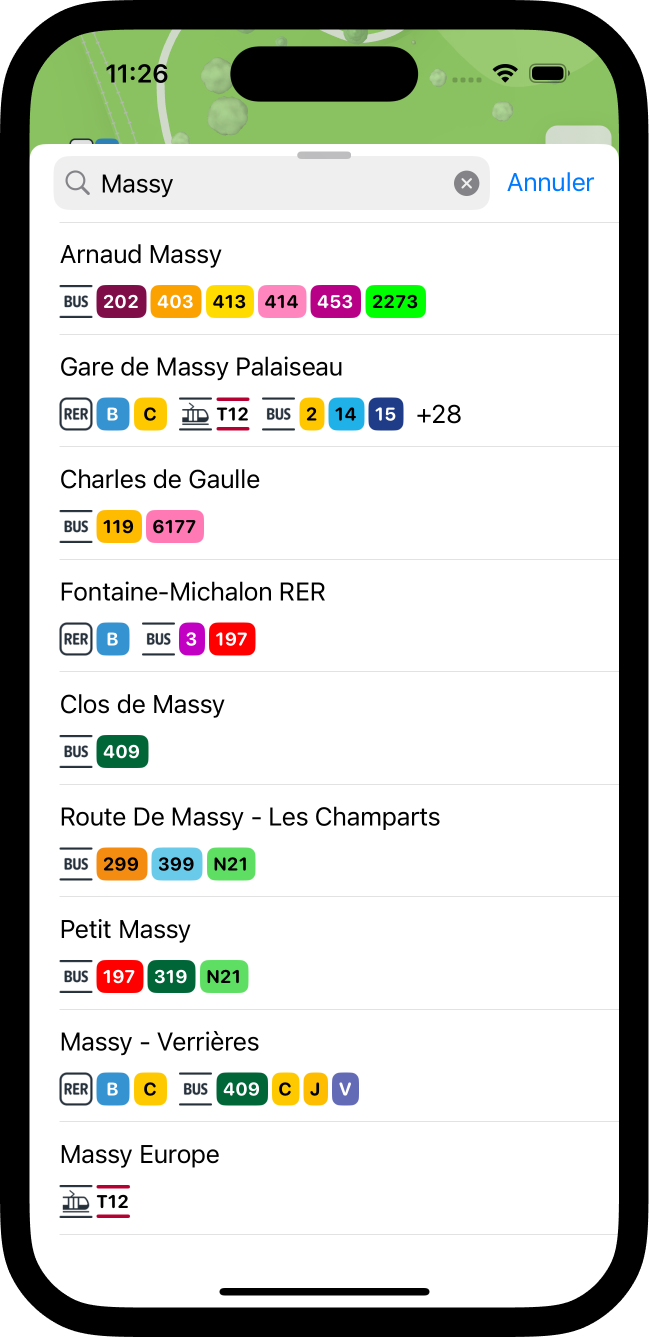 11:26
Massy Annuler
Arnaud Massy
BUS 202 403 413 414 453 2273
Gare de Massy Palaiseau
RER B C T12 BUS 2 14 15 +28
Charles de Gaulle
BUS 119 6177
Fontaine-Michalon RER
RER B BUS 3 197
Clos de Massy
BUS 409
Route De Massy - Les Champarts
BUS 299 399 N21
Petit Massy
BUS 197 319 N21
Massy - Verrières
RER B C BUS 409 C J V
Massy Europe
T12